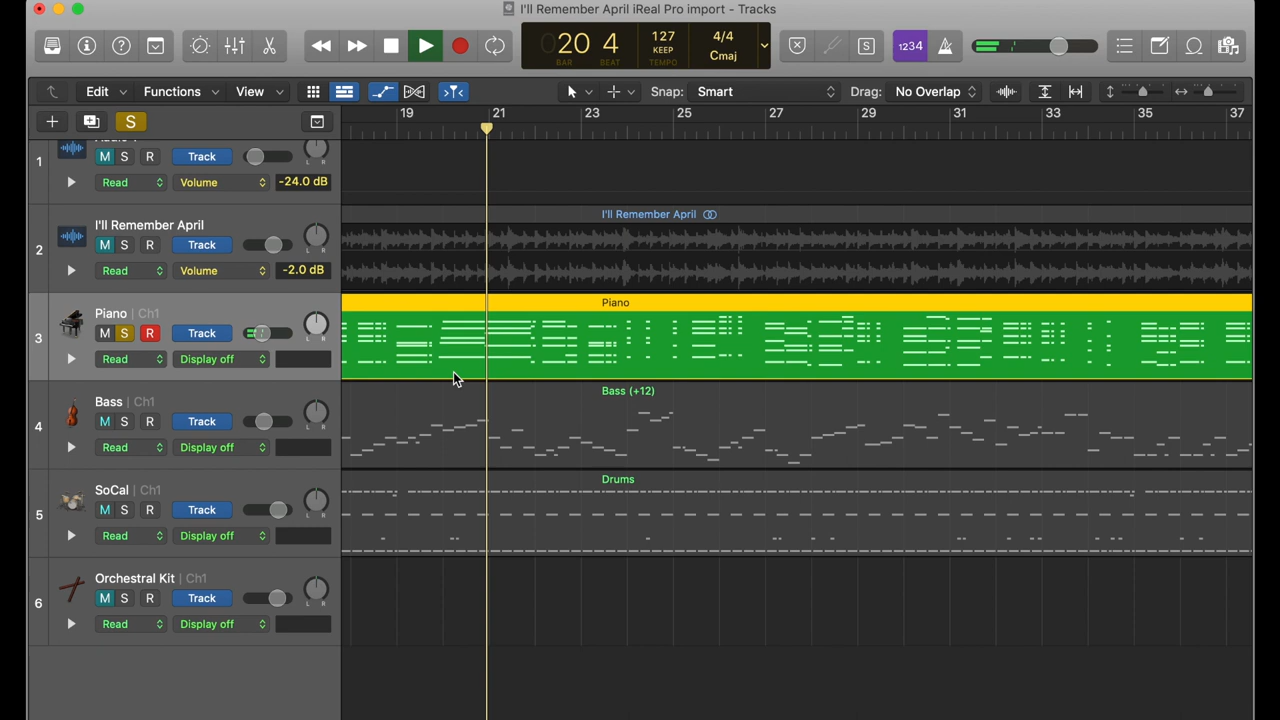 I'll Remember April iReal Pro import - Tracks
20 4
BAR BEAT
127
KEEP
TEMPO
4/4
Cmaj
S
1234
Edit Functions View
Snap: Smart
Drag: No Overlap
S
19 21 23 25 27 29 31 33 35 37
1
M S R Track
L R
Read Volume -24.0 dB
2
I'll Remember April
M S R Track
L R
Read Volume -2.0 dB
I'll Remember April
3
Piano | Ch1
M S R Track
L R
Read Display off
Piano
4
Bass | Ch1
M S R Track
L R
Read Display off
Bass (+12)
5
SoCal | Ch1
M S R Track
L R
Read Display off
Drums
6
Orchestral Kit | Ch1
M S R Track
L R
Read Display off